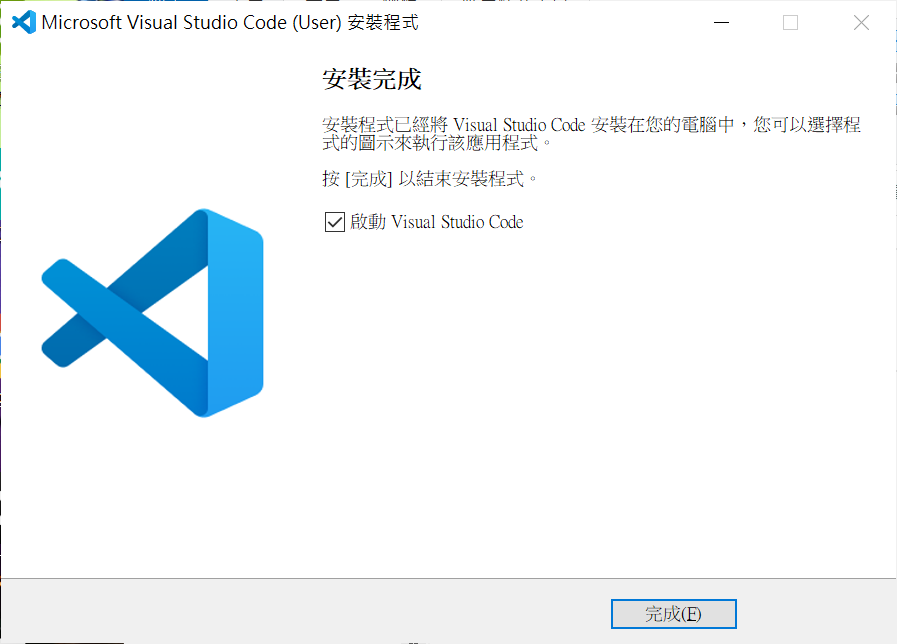 Microsoft Visual Studio Code (User) 安裝程式
安裝完成
安裝程式已經將 Visual Studio Code 安裝在您的電腦中，您可以選擇程
式的圖示來執行該應用程式。
按 [完成] 以結束安裝程式。
啟動 Visual Studio Code
完成(F)